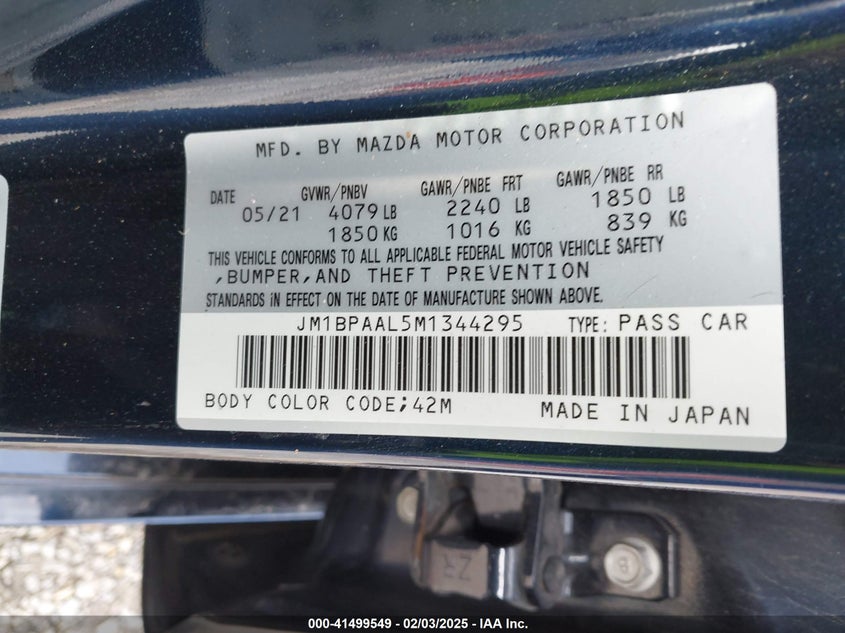 MFD. BY MAZDA MOTOR CORPORATION
DATE GVWR/PNBV GAWR/PNBE FRT GAWR/PNBE RR
05/21 4079 LB 2240 LB 1850 LB
1850 KG 1016 KG 839 KG
THIS VEHICLE CONFORMS TO ALL APPLICABLE FEDERAL MOTOR VEHICLE SAFETY
,BUMPER,AND THEFT PREVENTION
STANDARDS IN EFFECT ON THE DATE OF MANUFACTURE SHOWN ABOVE.
JM1BPAAL5M1344295 TYPE: PASS CAR
BODY COLOR CODE;42M MADE IN JAPAN
ZR
8
000-41499549 - 02/03/2025 - IAA Inc.